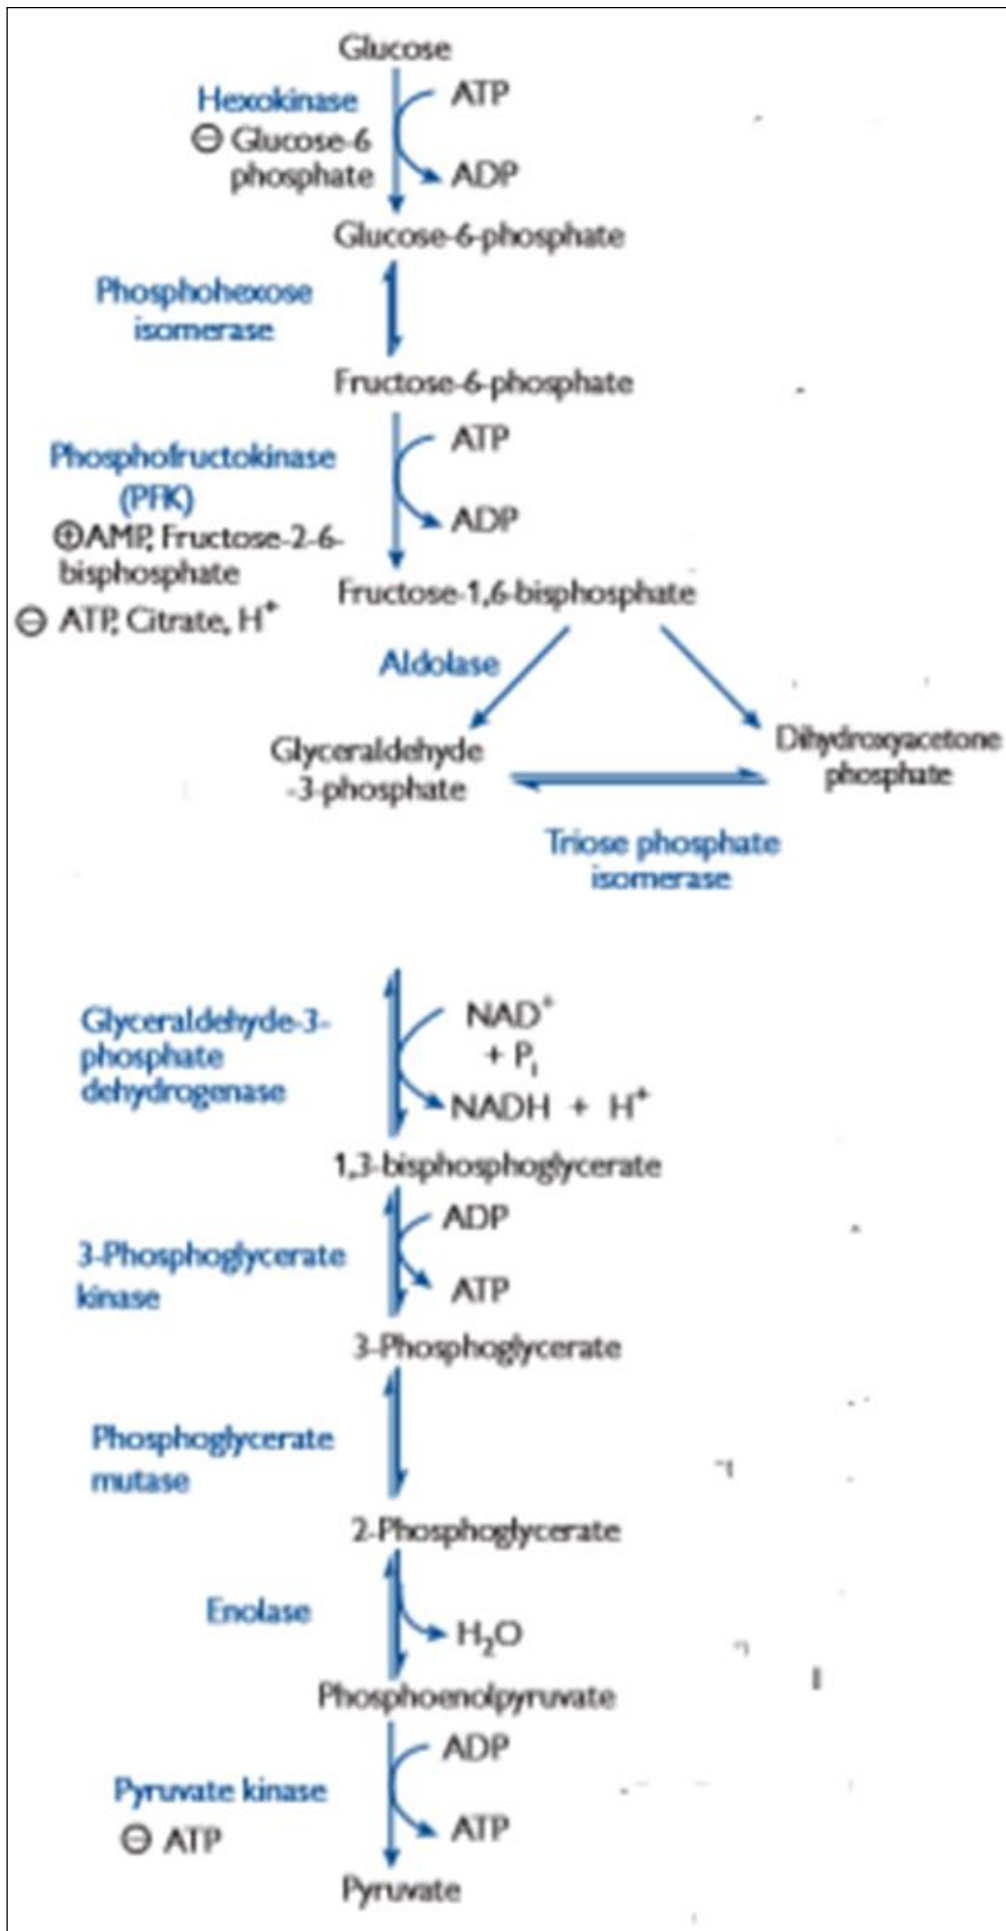 Glucose
ATP
Hexokinase
⊖ Glucose-6
phosphate
ADP
Glucose-6-phosphate
Phosphohexose
isomerase
Fructose-6-phosphate
ATP
Phosphofructokinase
(PFK)
ADP
⊕AMP, Fructose-2-6-
bisphosphate
⊖ ATP, Citrate, H⁺
Fructose-1,6-bisphosphate
Aldolase
Glyceraldehyde
-3-phosphate
Dihydroxyacetone
phosphate
Triose phosphate
isomerase
Glyceraldehyde-3-
phosphate
dehydrogenase
NAD⁺
+ Pᵢ
NADH + H⁺
1,3-bisphosphoglycerate
ADP
3-Phosphoglycerate
kinase
ATP
3-Phosphoglycerate
Phosphoglycerate
mutase
2-Phosphoglycerate
Enolase
H₂O
Phosphoenolpyruvate
ADP
Pyruvate kinase
⊖ ATP
ATP
Pyruvate